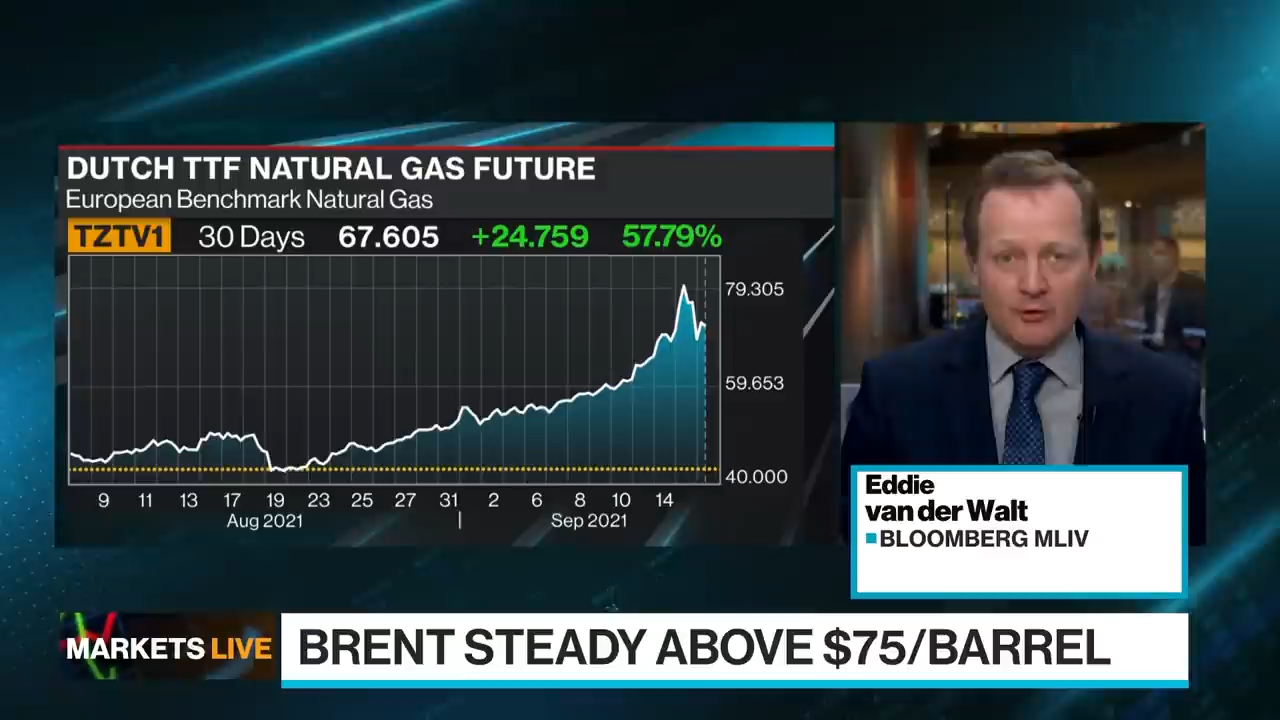 DUTCH TTF NATURAL GAS FUTURE
European Benchmark Natural Gas
TZTV1 30 Days 67.605 +24.759 57.79%
79.305
59.653
40.000
9 11 13 17 19 23 25 27 31 2 6 8 10 14
Aug 2021 | Sep 2021
Eddie
van der Walt
BLOOMBERG MLIV
MARKETS LIVE BRENT STEADY ABOVE $75/BARREL